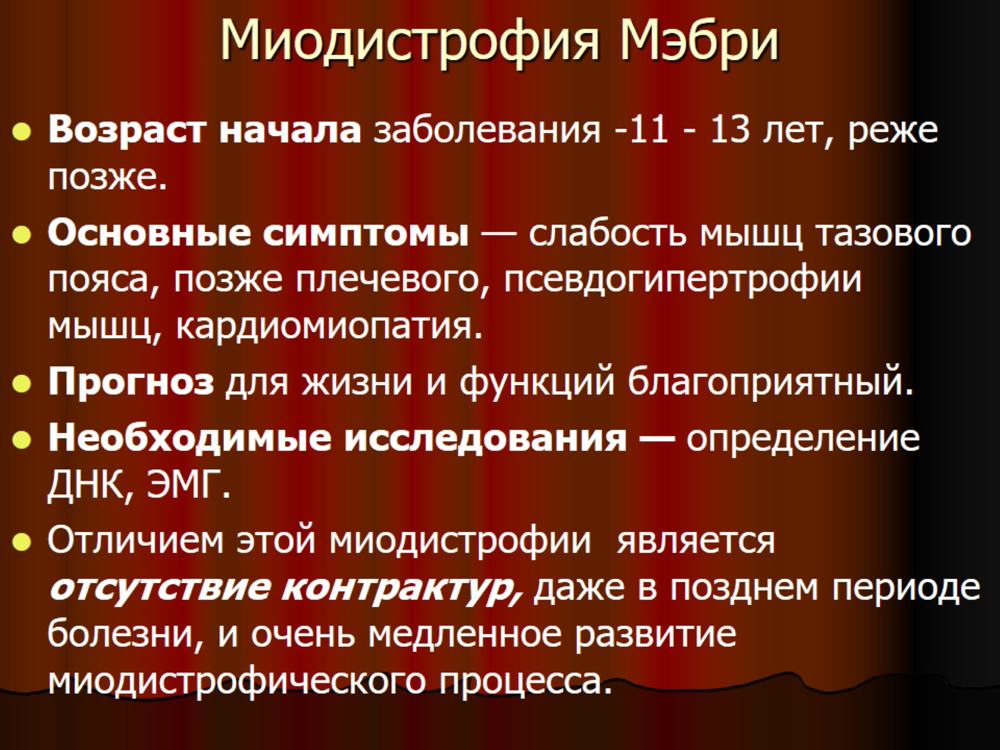 Миодистрофия Мэбри
Возраст начала заболевания -11 - 13 лет, реже
позже.
Основные симптомы — слабость мышц тазового
пояса, позже плечевого, псевдогипертрофии
мышц, кардиомиопатия.
Прогноз для жизни и функций благоприятный.
Необходимые исследования — определение
ДНК, ЭМГ.
Отличием этой миодистрофии  является
отсутствие контрактур, даже в позднем периоде
болезни, и очень медленное развитие
миодистрофического процесса.